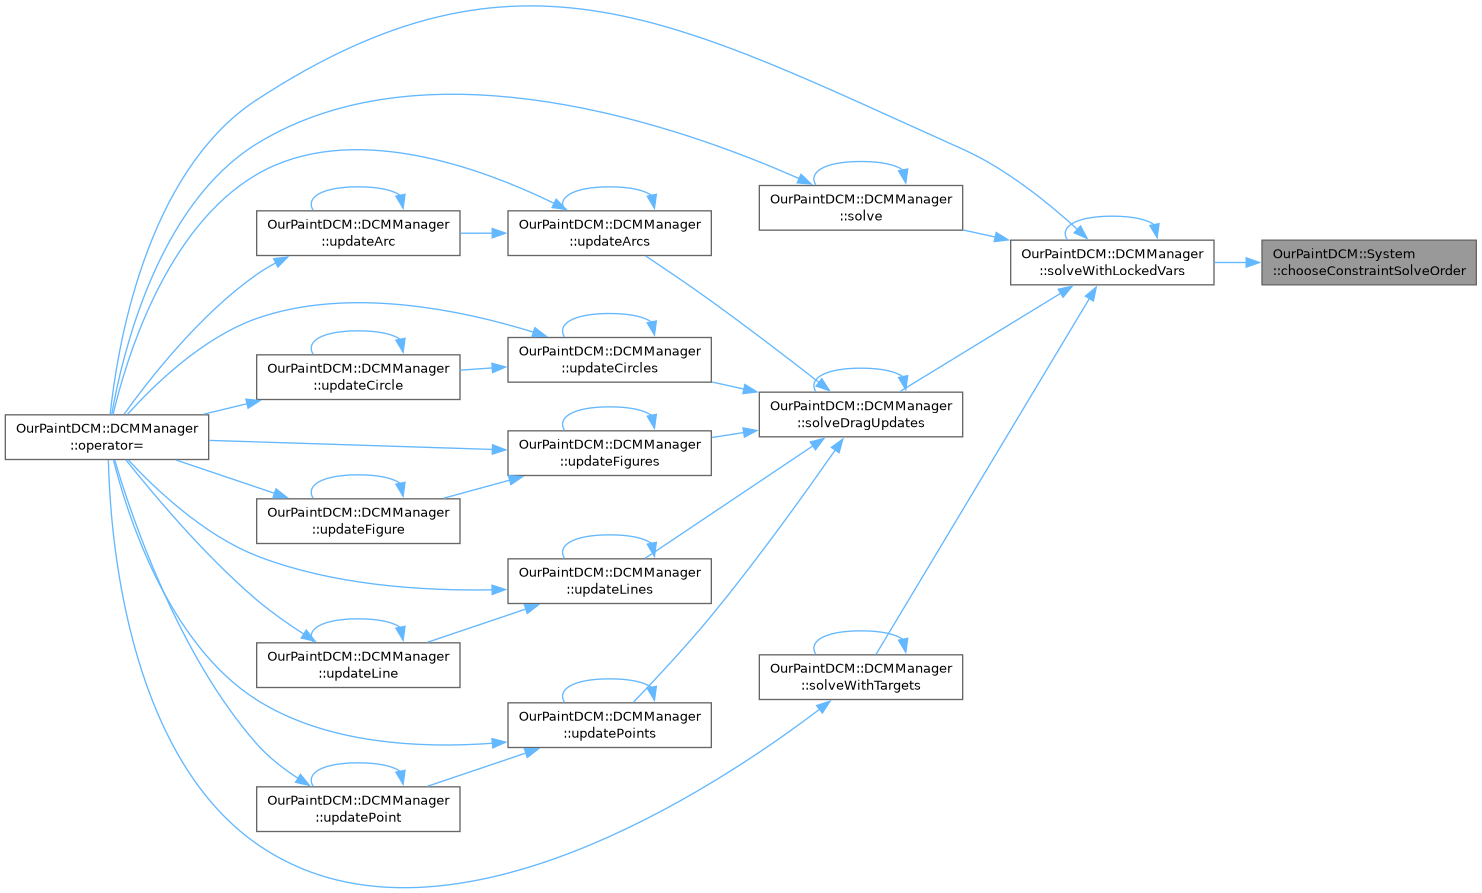 OurPaintDCM::DCMManager
::operator=
OurPaintDCM::DCMManager
::updateArc
OurPaintDCM::DCMManager
::updateCircle
OurPaintDCM::DCMManager
::updateFigure
OurPaintDCM::DCMManager
::updateLine
OurPaintDCM::DCMManager
::updatePoint
OurPaintDCM::DCMManager
::updateArcs
OurPaintDCM::DCMManager
::updateCircles
OurPaintDCM::DCMManager
::updateFigures
OurPaintDCM::DCMManager
::updateLines
OurPaintDCM::DCMManager
::updatePoints
OurPaintDCM::DCMManager
::solve
OurPaintDCM::DCMManager
::solveDragUpdates
OurPaintDCM::DCMManager
::solveWithTargets
OurPaintDCM::DCMManager
::solveWithLockedVars
OurPaintDCM::System
::chooseConstraintSolveOrder